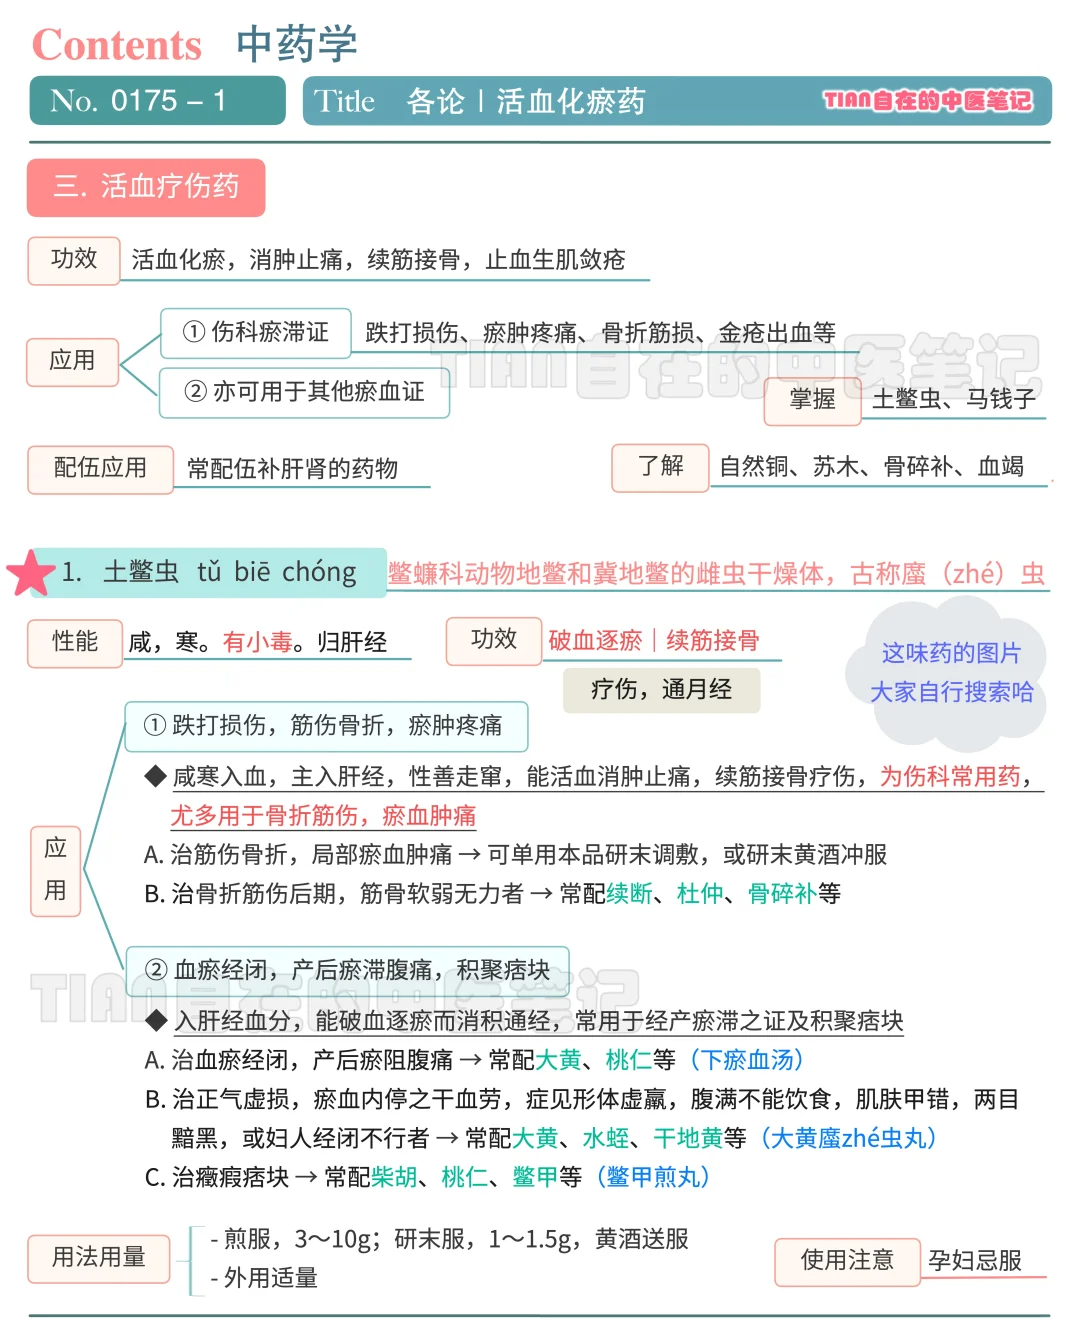 Contents 中药学
No. 0175 – 1 Title 各论 | 活血化瘀药 TIAN自在的中医笔记
三. 活血疗伤药
功效 活血化瘀，消肿止痛，续筋接骨，止血生肌敛疮
应用
① 伤科瘀滞证 跌打损伤、瘀肿疼痛、骨折筋损、金疮出血等
TIAN自在的中医笔记
② 亦可用于其他瘀血证
掌握 土鳖虫、马钱子
配伍应用 常配伍补肝肾的药物
了解 自然铜、苏木、骨碎补、血竭
1. 土鳖虫 tǔ biē chóng 鳖蠊科动物地鳖和冀地鳖的雌虫干燥体，古称䗪（zhé）虫
性能 咸，寒。有小毒。归肝经
功效 破血逐瘀｜续筋接骨
疗伤，通月经
这味药的图片
大家自行搜索哈
应用
① 跌打损伤，筋伤骨折，瘀肿疼痛
◆ 咸寒入血，主入肝经，性善走窜，能活血消肿止痛，续筋接骨疗伤，为伤科常用药，
尤多用于骨折筋伤，瘀血肿痛
A. 治筋伤骨折，局部瘀血肿痛 → 可单用本品研末调敷，或研末黄酒冲服
B. 治骨折筋伤后期，筋骨软弱无力者 → 常配续断、杜仲、骨碎补等
② 血瘀经闭，产后瘀滞腹痛，积聚痞块
TIAN自在的中医笔记
◆ 入肝经血分，能破血逐瘀而消积通经，常用于经产瘀滞之证及积聚痞块
A. 治血瘀经闭，产后瘀阻腹痛 → 常配大黄、桃仁等（下瘀血汤）
B. 治正气虚损，瘀血内停之干血劳，症见形体虚羸，腹满不能饮食，肌肤甲错，两目
黯黑，或妇人经闭不行者 → 常配大黄、水蛭、干地黄等（大黄䗪zhé虫丸）
C. 治癥瘕痞块 → 常配柴胡、桃仁、鳖甲等（鳖甲煎丸）
用法用量
- 煎服，3～10g；研末服，1～1.5g，黄酒送服
- 外用适量
使用注意 孕妇忌服